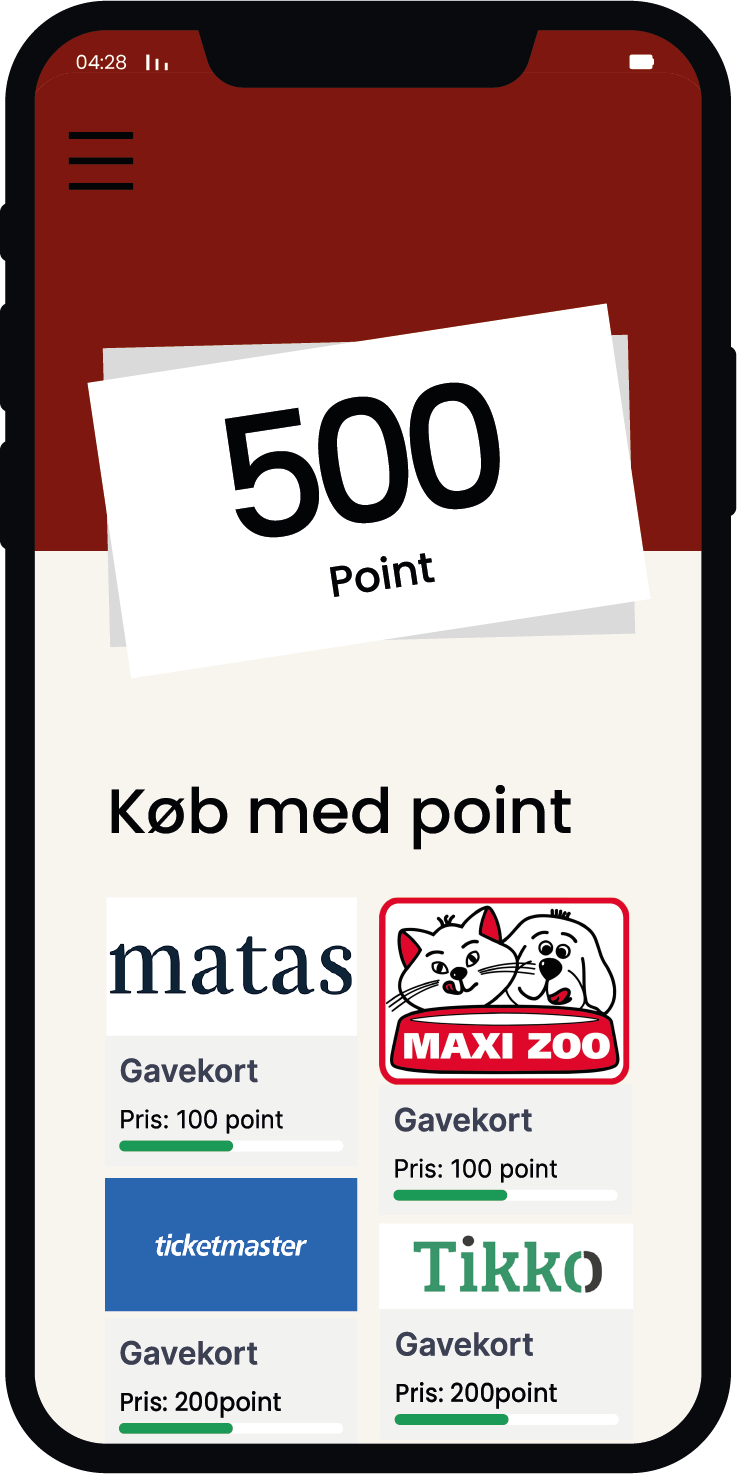 04:28
500
Point
Køb med point
matas
Gavekort
Pris: 100 point
MAXI ZOO
Gavekort
Pris: 100 point
ticketmaster
Gavekort
Pris: 200point
Tikko
Gavekort
Pris: 200point